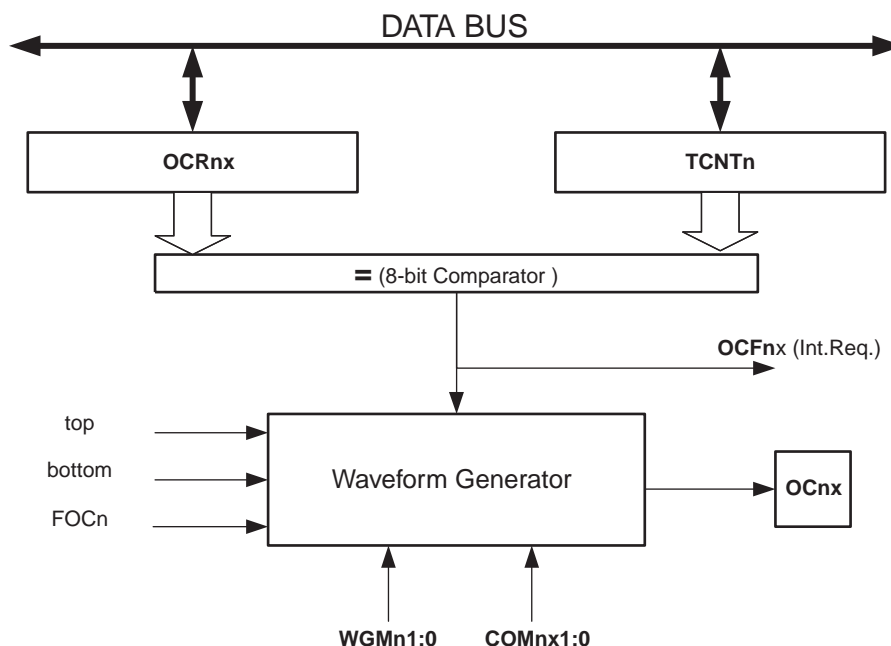 DATA BUS
OCRnx
TCNTn
= (8-bit Comparator )
OCFnx (Int.Req.)
top
bottom
FOCn
Waveform Generator
OCnx
WGMn1:0
COMnx1:0